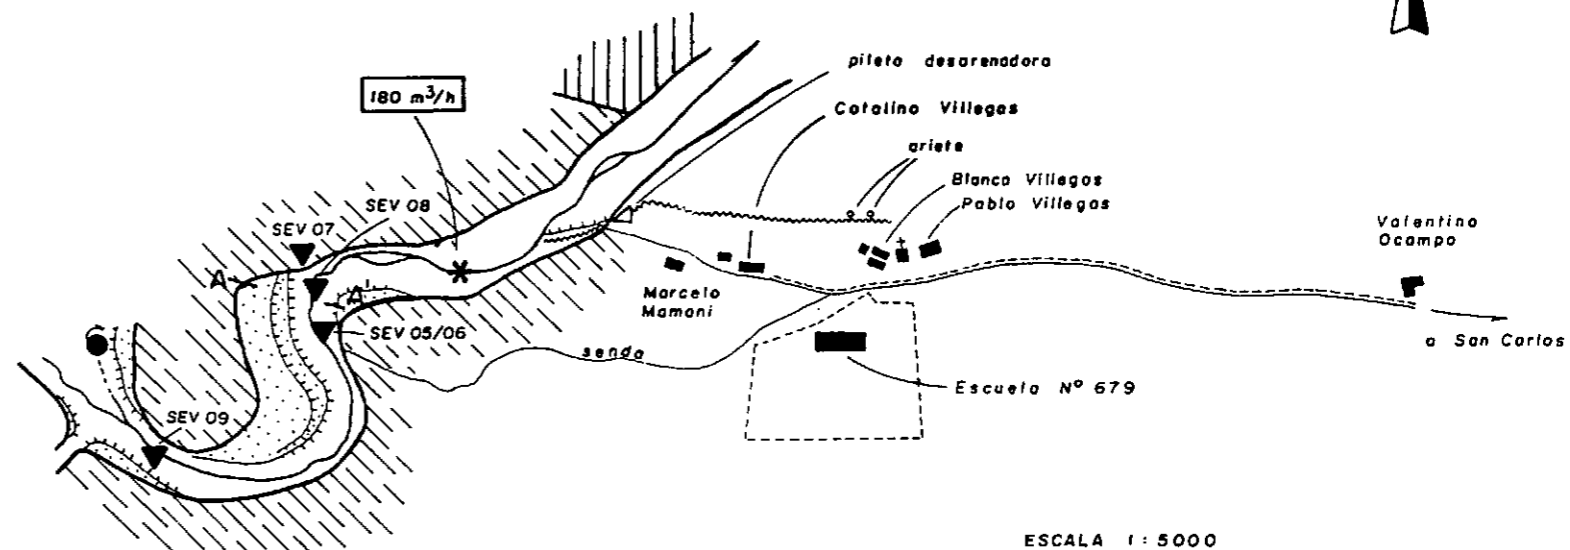 pileta desarenadora
180 m³/h
Catalino Villegas
ariete
Blanca Villegas
Pablo Villegas
SEV 08
SEV 07
Valentino
Ocampo
A
A'
Marcelo
Mamani
SEV 05/06
a San Carlos
senda
Escuela Nº 679
SEV 09
ESCALA 1:5000